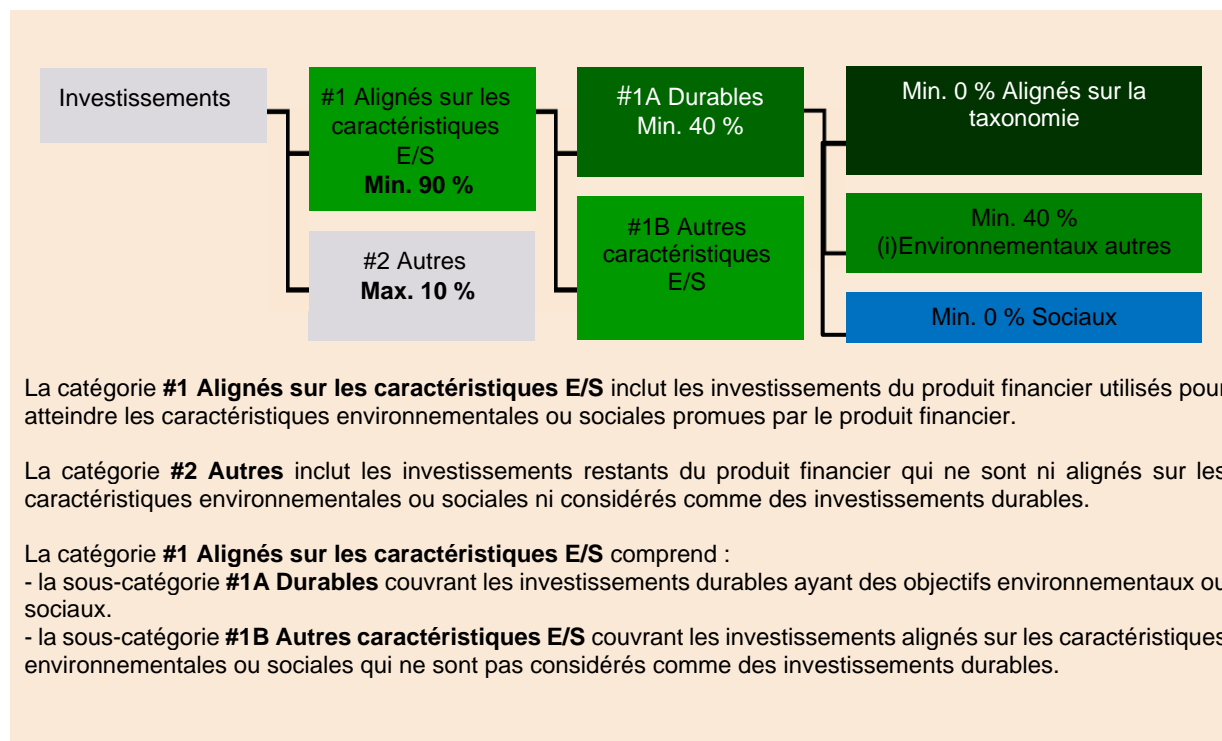 Investissements
#1 Alignés sur les
caractéristiques
E/S
Min. 90 %
#2 Autres
Max. 10 %
#1A Durables
Min. 40 %
#1B Autres
caractéristiques
E/S
Min. 0 % Alignés sur la
taxonomie
Min. 40 %
(i)Environnementaux autres
Min. 0 % Sociaux
La catégorie #1 Alignés sur les caractéristiques E/S inclut les investissements du produit financier utilisés pour
atteindre les caractéristiques environnementales ou sociales promues par le produit financier.
La catégorie #2 Autres inclut les investissements restants du produit financier qui ne sont ni alignés sur les
caractéristiques environnementales ou sociales ni considérés comme des investissements durables.
La catégorie #1 Alignés sur les caractéristiques E/S comprend :
- la sous-catégorie #1A Durables couvrant les investissements durables ayant des objectifs environnementaux ou
sociaux.
- la sous-catégorie #1B Autres caractéristiques E/S couvrant les investissements alignés sur les caractéristiques
environnementales ou sociales qui ne sont pas considérés comme des investissements durables.